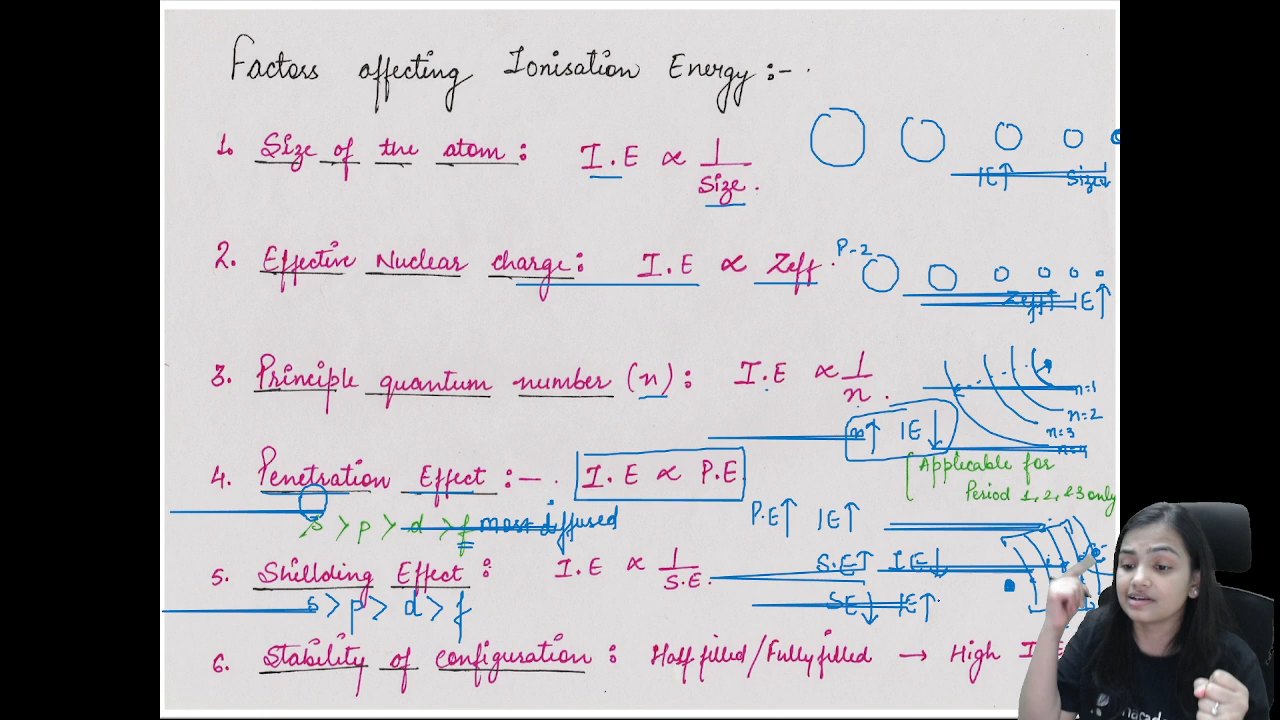 Factors affecting Ionisation Energy :- .
1. Size of the atom : I.E ∝ 1/Size .
IE↑ Size↓
2. Effective Nuclear charge : I.E ∝ Zeff .
P-2
Zeff↑ IE↑
3. Principle quantum number (n) : I.E ∝ 1/n .
n=1
n=2
n=3
n↑ IE↓
4. Penetration Effect :- . I.E ∝ P.E
[Applicable for
Period 1, 2, & 3 only
s > p > d > f most diffused
P.E↑ IE↑
5. Shillding Effect : I.E ∝ 1/S.E.
S.E↑ I.E↓
s > p > d > f
SE↓ IE↑
e-
6. Stability of configuration : Half filled/Fully filled → High I